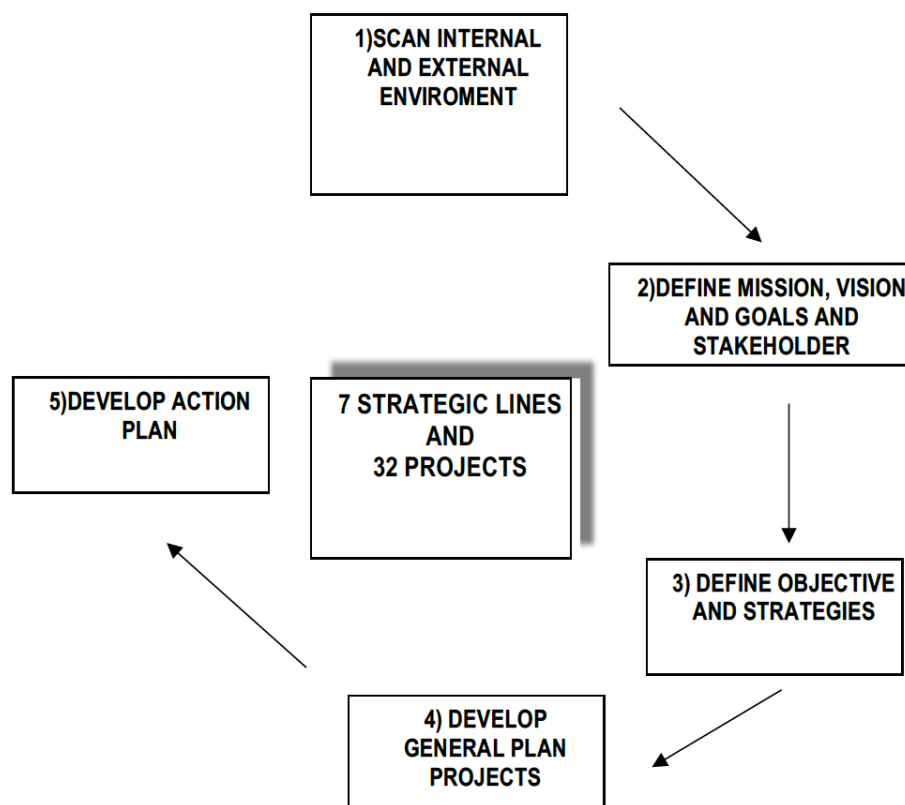 1)SCAN INTERNAL
AND EXTERNAL
ENVIROMENT
2)DEFINE MISSION, VISION
AND GOALS AND
STAKEHOLDER
5)DEVELOP ACTION
PLAN
7 STRATEGIC LINES
AND
32 PROJECTS
3) DEFINE OBJECTIVE
AND STRATEGIES
4) DEVELOP
GENERAL PLAN
PROJECTS